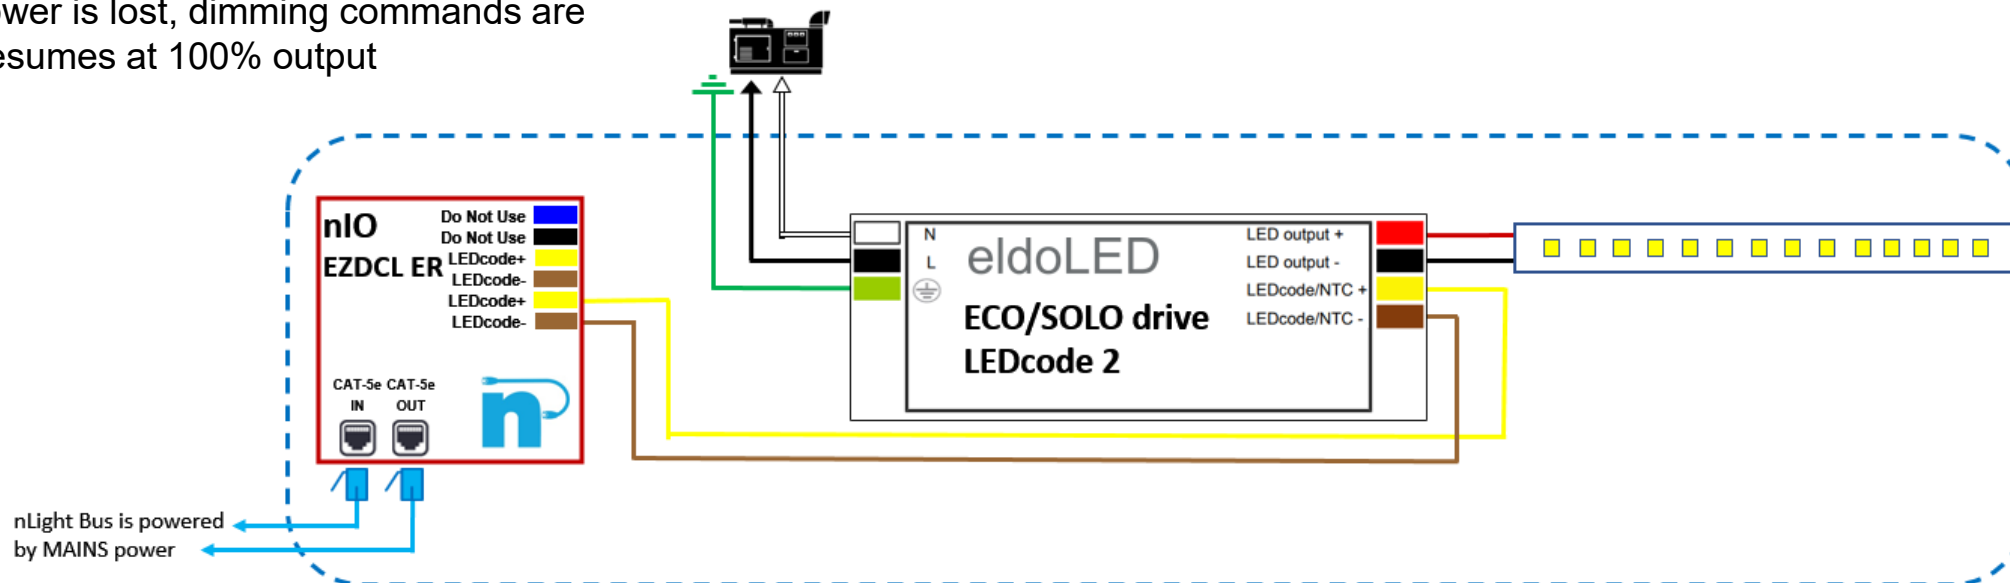 ower is lost, dimming commands are
esumes at 100% output
nIO
EZDCL ER
Do Not Use
Do Not Use
LEDcode+
LEDcode-
LEDcode+
LEDcode-
CAT-5e CAT-5e
IN OUT
n
nLight Bus is powered
by MAINS power
N
L
eldoLED
ECO/SOLO drive
LEDcode 2
LED output +
LED output -
LEDcode/NTC +
LEDcode/NTC -